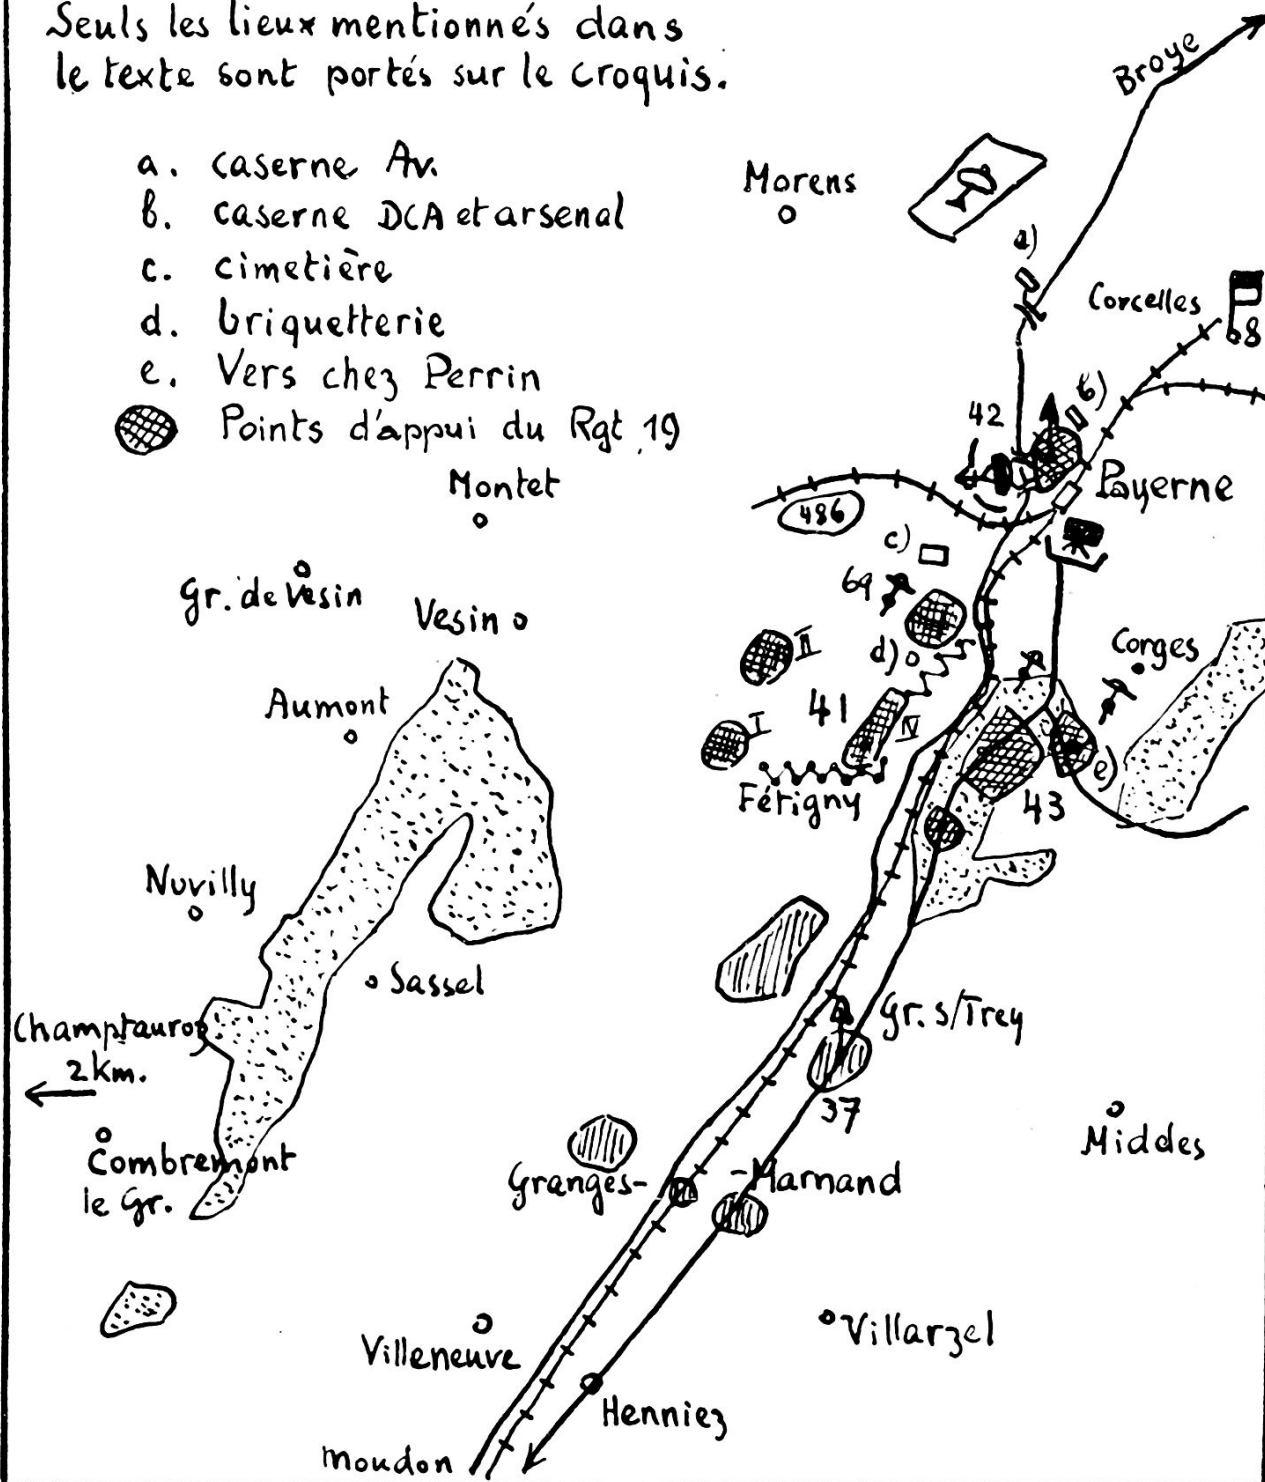 Seuls les lieux mentionnés dans
le texte sont portés sur le croquis.
a. caserne Av.
b. caserne DCA et arsenal
c. cimetière
d. briquetterie
e. Vers chez Perrin
Points d'appui du Rgt 19
Broye
Morens
a)
Corcelles
68
b)
42
Payerne
486
Montet
c)
Gr. de Vesin
69
Vesin
II
d)
Corges
Aumont
41
I
IV
e)
Fétigny
43
Nuvilly
Sassel
Champtauroz
Gr. s/Trey
2 km.
37
Middes
Combremont
le Gr.
Granges-
-Marnand
Villarzel
Villeneuve
Henniez
Moudon